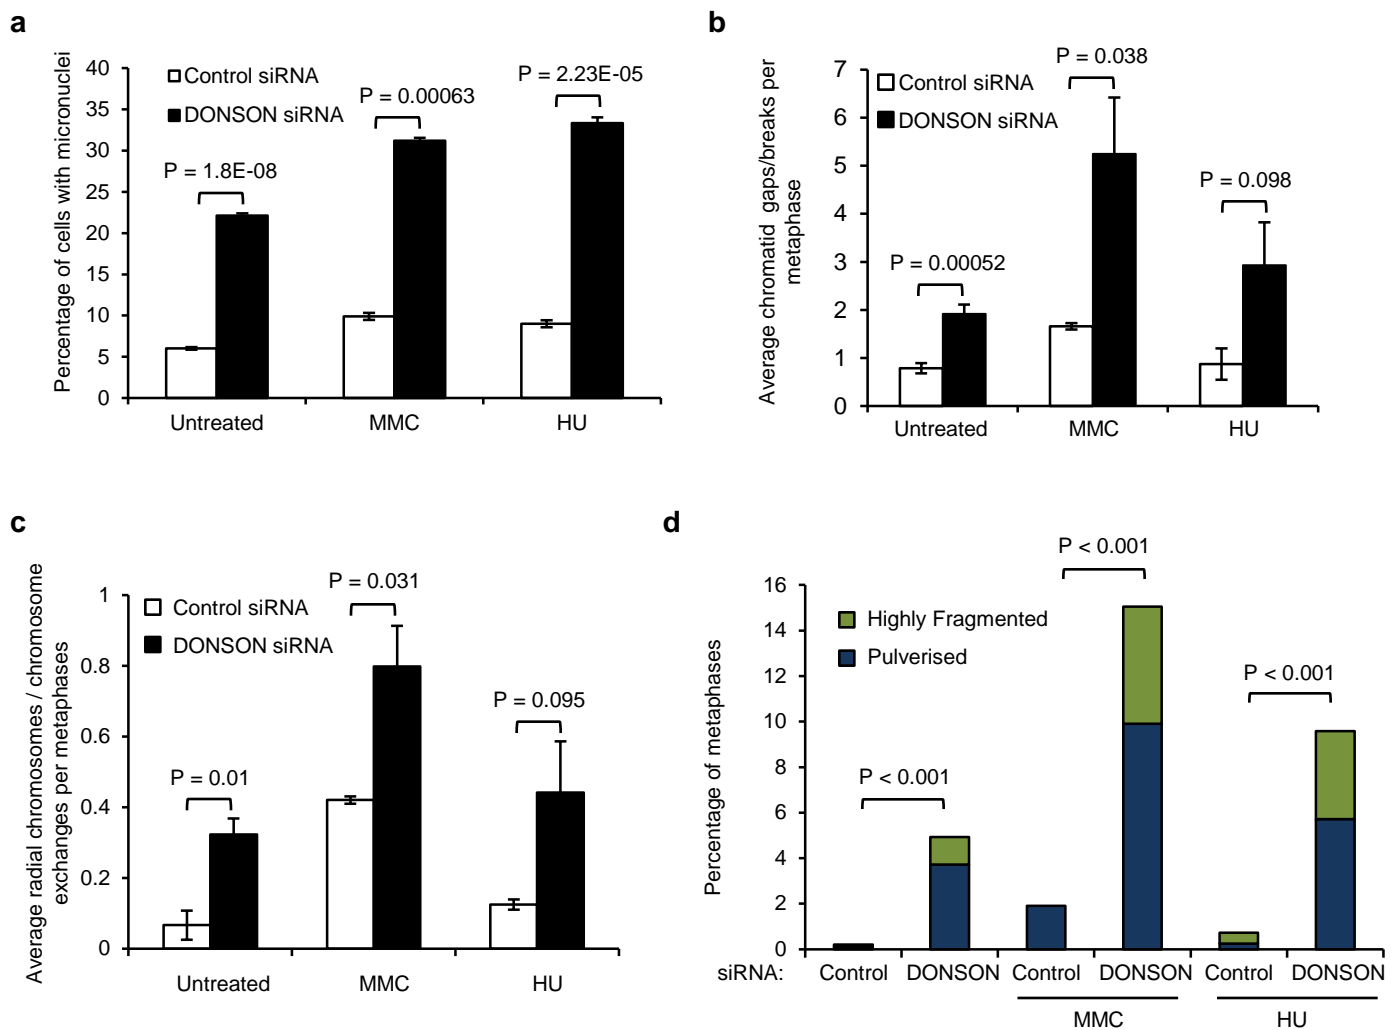 a
Percentage of cells with micronuclei
40
35
30
25
20
15
10
5
0
Control siRNA
DONSON siRNA
P = 1.8E-08
P = 0.00063
P = 2.23E-05
Untreated
MMC
HU
b
Average chromatid gaps/breaks per
metaphase
7
6
5
4
3
2
1
0
Control siRNA
DONSON siRNA
P = 0.00052
P = 0.038
P = 0.098
Untreated
MMC
HU
c
Average radial chromosomes / chromosome
exchanges per metaphases
1
0.8
0.6
0.4
0.2
0
Control siRNA
DONSON siRNA
P = 0.01
P = 0.031
P = 0.095
Untreated
MMC
HU
d
Percentage of metaphases
16
14
12
10
8
6
4
2
0
Highly Fragmented
Pulverised
P < 0.001
P < 0.001
P < 0.001
siRNA: Control DONSON Control DONSON Control DONSON
MMC
HU